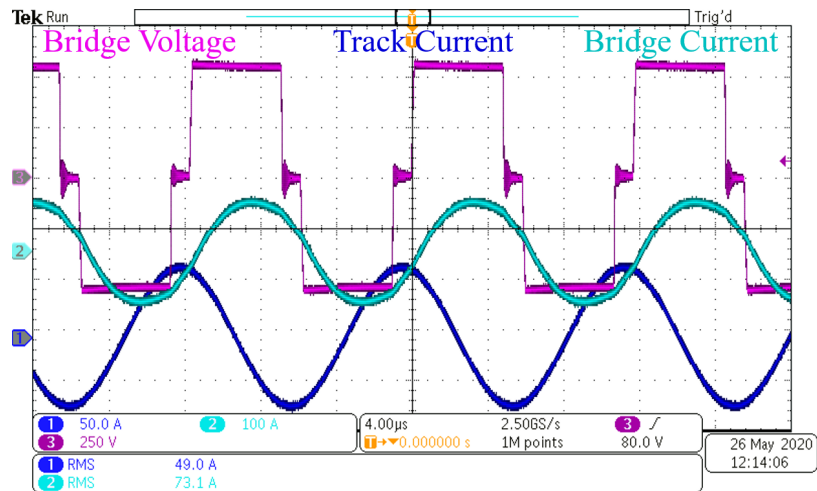 Tek Run Trig'd
T
T
Bridge Voltage Track Current Bridge Current
3
2
1
1 50.0 A 2 100 A
3 250 V
4.00µs 2.50GS/s 3
T→▼0.000000 s 1M points 80.0 V
1 RMS 49.0 A
2 RMS 73.1 A
26 May 2020
12:14:06